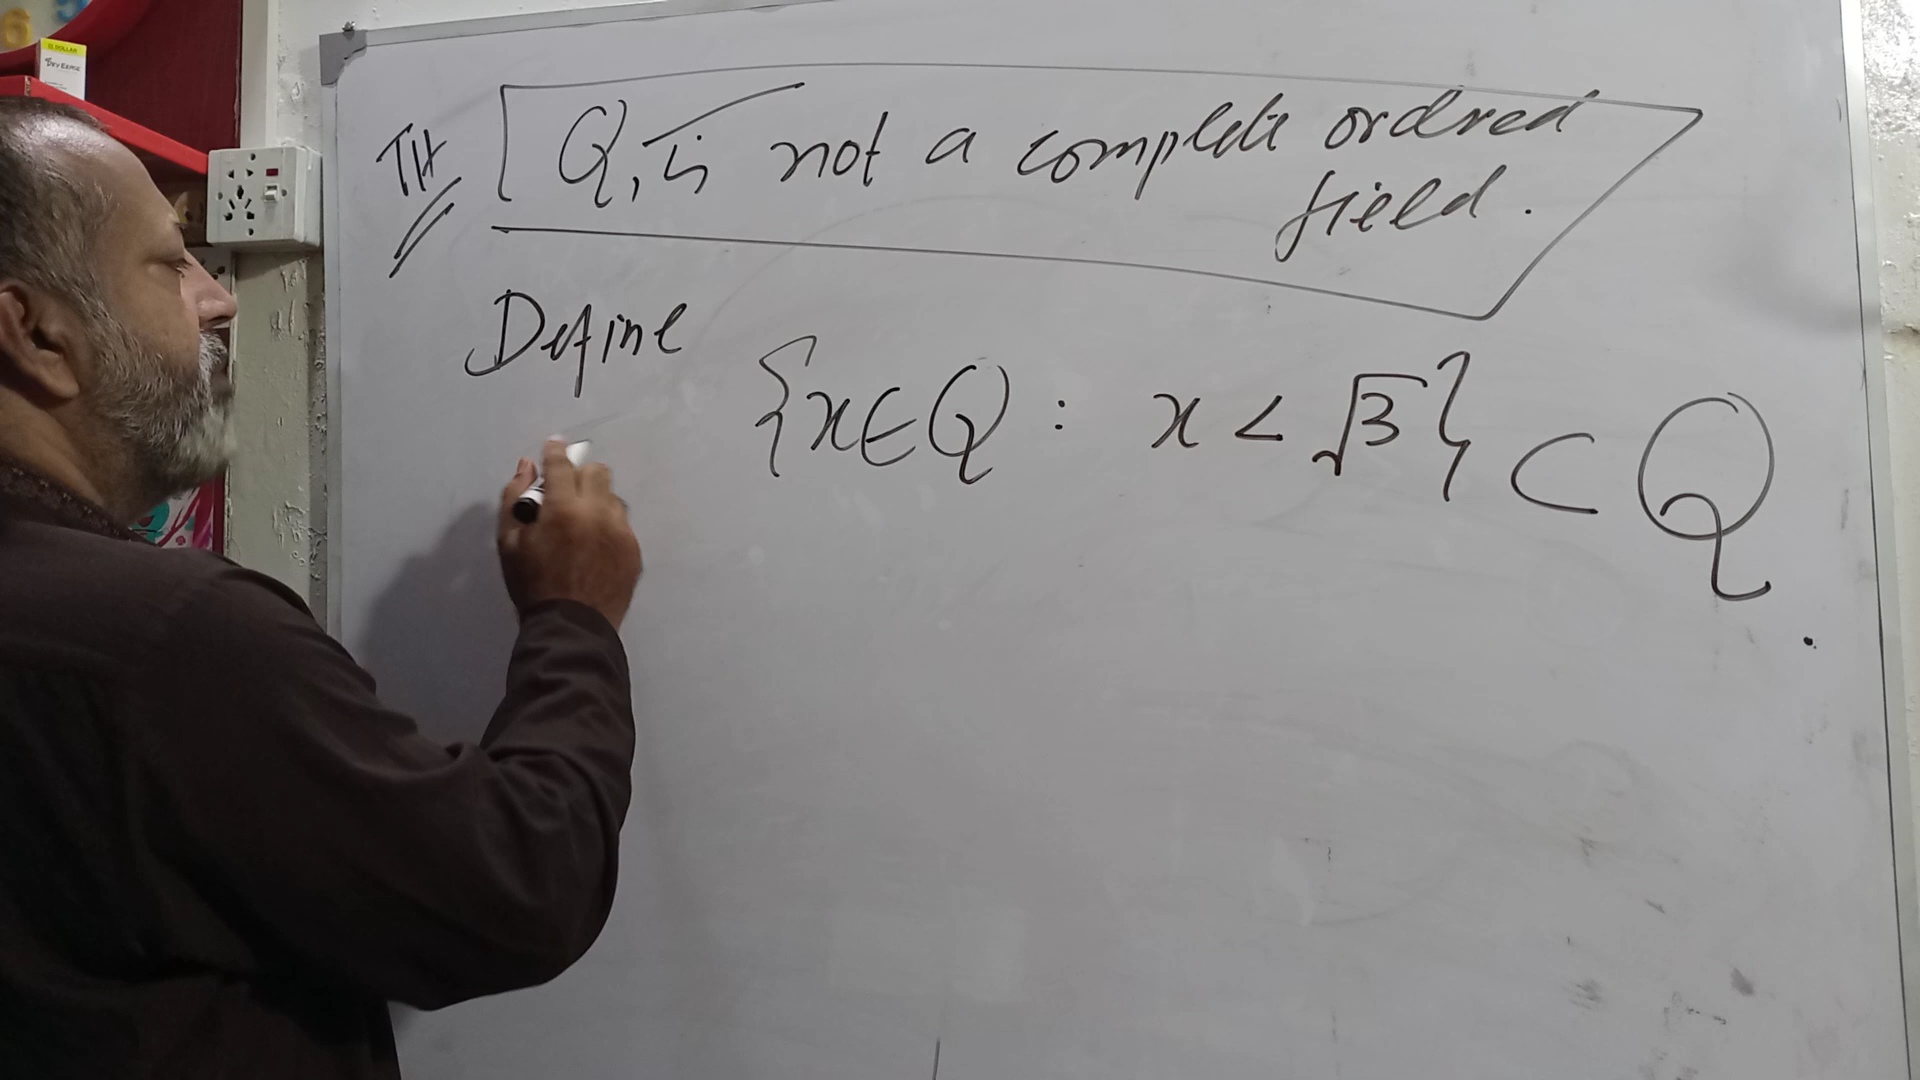 TH Q, is not a complete ordred
field.
Define
{x∈Q : x < √3} ⊂ Q